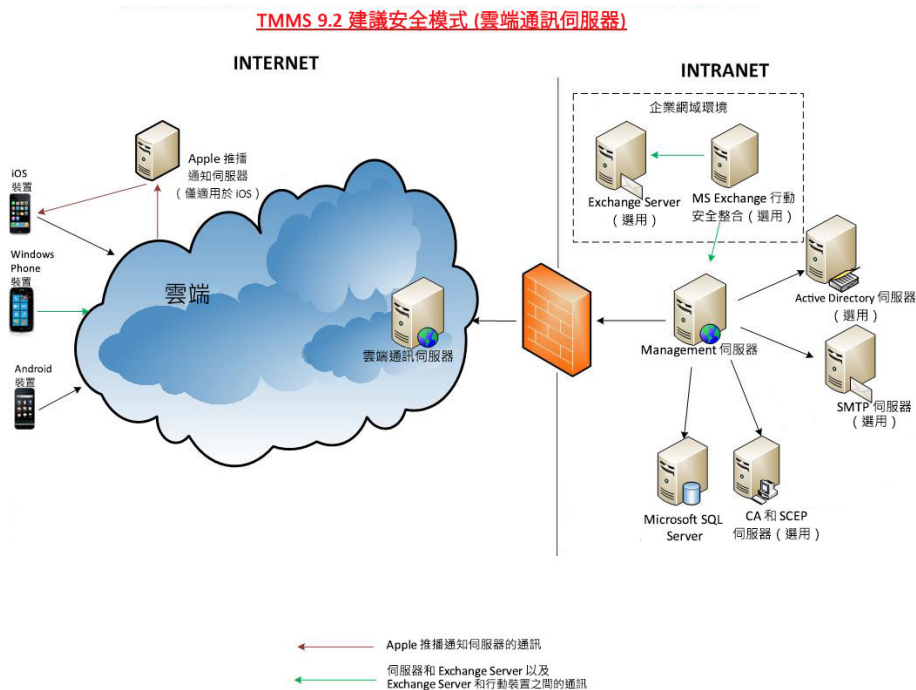 TMMS 9.2 建議安全模式 (雲端通訊伺服器)
INTERNET
INTRANET
企業網域環境
Exchange Server
(選用)
MS Exchange 行動
安全整合(選用)
Apple 推播
通知伺服器
(僅適用於 iOS)
iOS
裝置
Windows
Phone
裝置
Android
裝置
雲端
雲端通訊伺服器
Management 伺服器
Active Directory 伺服器
(選用)
SMTP 伺服器
(選用)
Microsoft SQL
Server
CA 和 SCEP
伺服器(選用)
Apple 推播通知伺服器的通訊
伺服器和 Exchange Server 以及
Exchange Server 和行動裝置之間的通訊